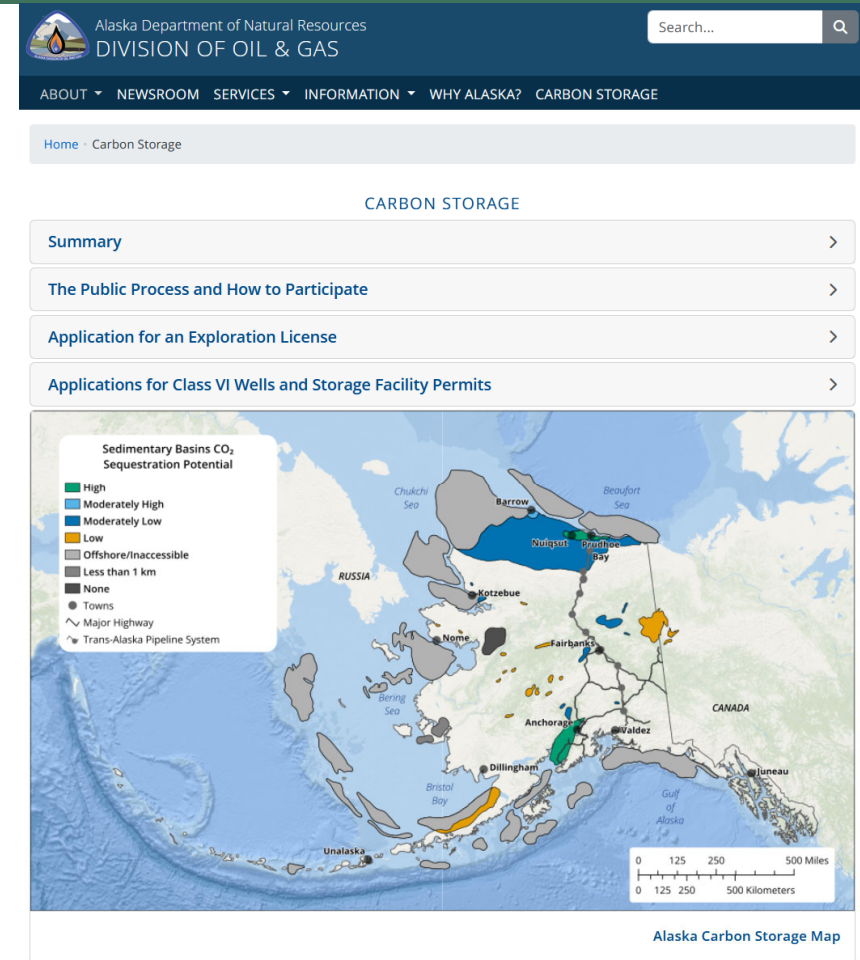 Alaska Department of Natural Resources
DIVISION OF OIL & GAS
Search...
ABOUT NEWSROOM SERVICES INFORMATION WHY ALASKA? CARBON STORAGE
Home Carbon Storage
CARBON STORAGE
Summary
The Public Process and How to Participate
Application for an Exploration License
Applications for Class VI Wells and Storage Facility Permits
Sedimentary Basins CO₂
Sequestration Potential
High
Moderately High
Moderately Low
Low
Offshore/Inaccessible
Less than 1 km
None
Towns
Major Highway
Trans-Alaska Pipeline System
Chukchi
Sea
Beaufort
Sea
Barrow
Nuiqsut
Prudhoe
Bay
RUSSIA
Kotzebue
Nome
Fairbanks
Bering
Sea
CANADA
Anchorage
Valdez
Dillingham
Juneau
Bristol
Bay
Gulf
of
Alaska
Unalaska
0 125 250 500 Miles
0 125 250 500 Kilometers
Alaska Carbon Storage Map